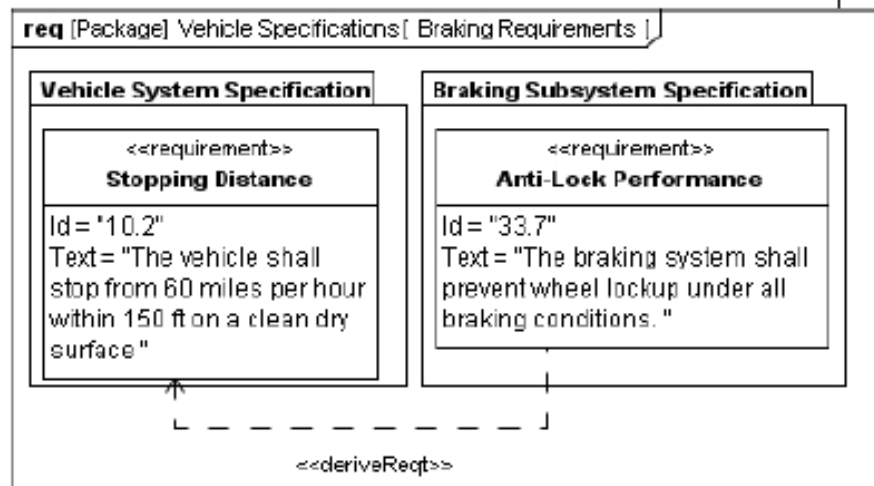 req [Package] Vehicle Specifications [ Braking Requirements ]
Vehicle System Specification
<<requirement>>
Stopping Distance
Id = "10.2"
Text = "The vehicle shall
stop from 60 miles per hour
within 150 ft on a clean dry
surface"
Braking Subsystem Specification
<<requirement>>
Anti-Lock Performance
Id = "33.7"
Text = "The braking system shall
prevent wheel lockup under all
braking conditions. "
<<deriveReqt>>